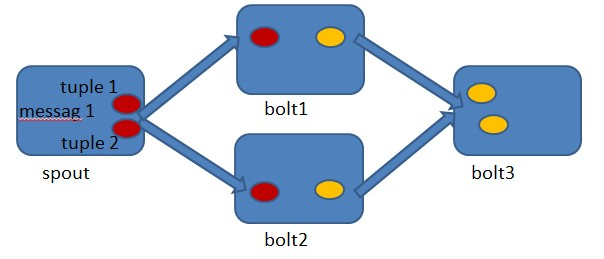 tuple 1
messag 1
tuple 2
spout
bolt1
bolt2
bolt3